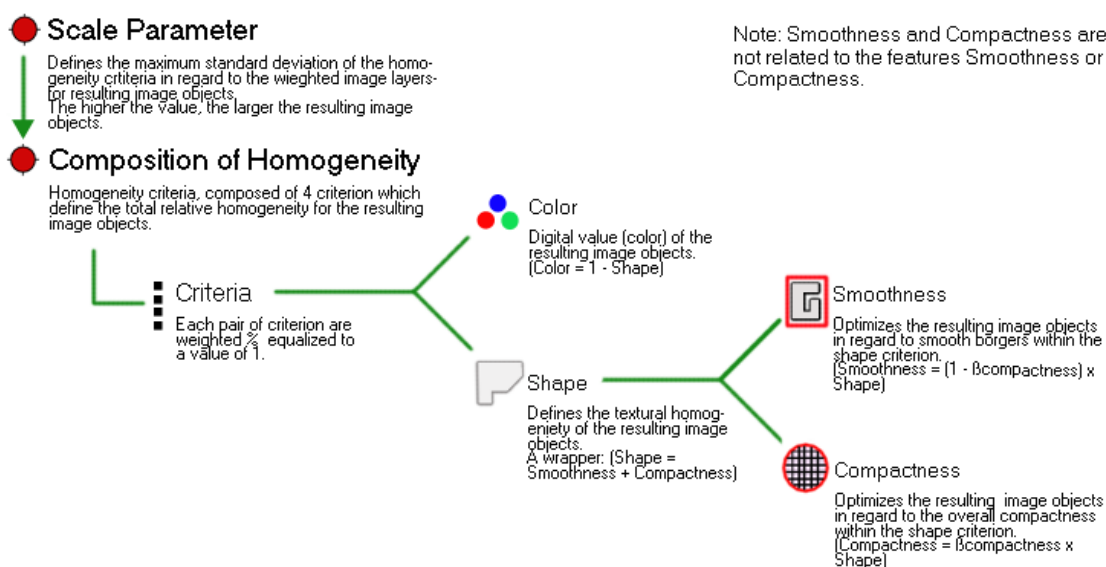 Scale Parameter
Defines the maximum standard deviation of the homo-
geneity critiera in regard to the wieghted image layers-
for resulting image objects.
The higher the value, the larger the resulting image
objects.
Note: Smoothness and Compactness are
not related to the features Smoothness or
Compactness.
Composition of Homogeneity
Homogeneity criteria, composed of 4 criterion which
define the total relative homogeneity for the resulting
image objects.
Criteria
Each pair of criterion are
weighted % equalized to
a value of 1.
Color
Digital value (color) of the
resulting image objects.
(Color = 1 - Shape)
Shape
Defines the textural homog-
eniety of the resulting image
objects.
A wrapper: (Shape =
Smoothness + Compactness)
Smoothness
Optimizes the resulting image objects
in regard to smooth borgers within the
shape criterion.
(Smoothness = (1 - βcompactness) x
Shape)
Compactness
Optimizes the resulting image objects
in regard to the overall compactness
within the shape criterion.
(Compactness = βcompactness x
Shape)